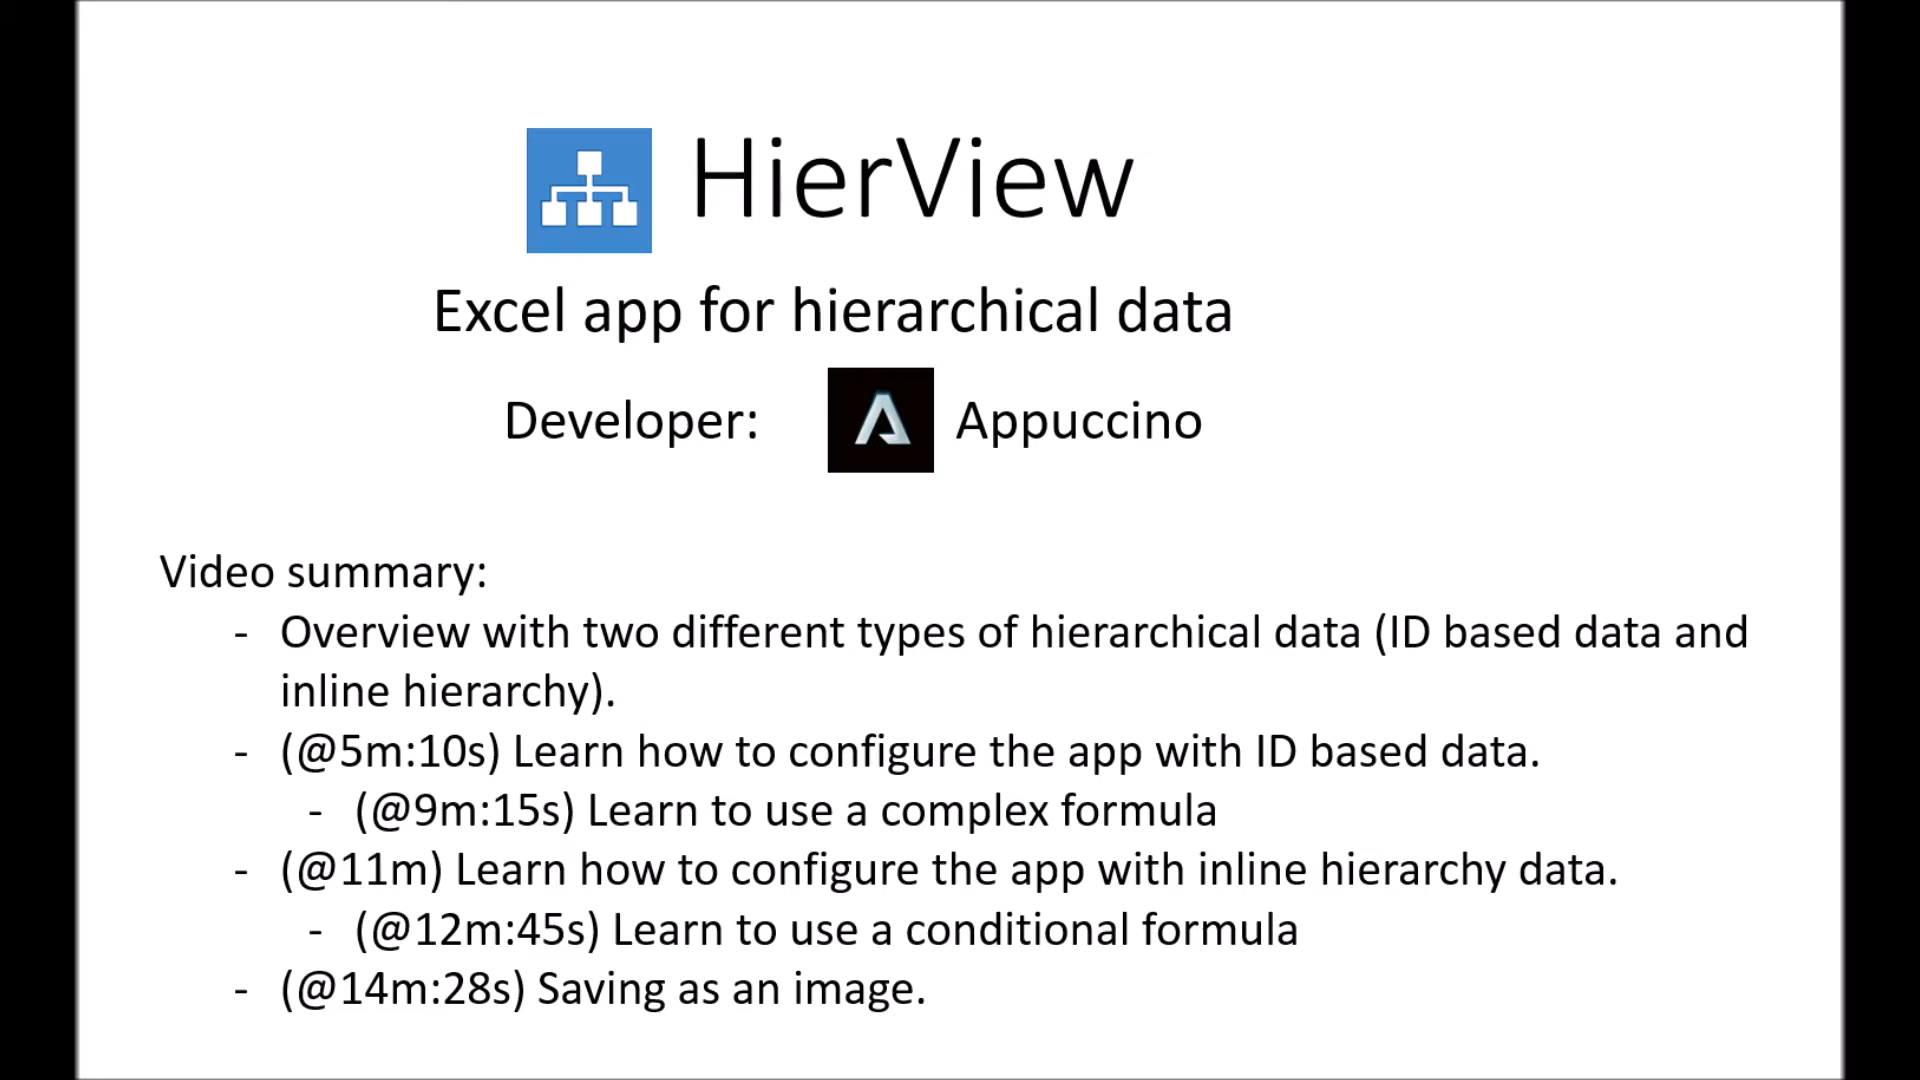 HierView
Excel app for hierarchical data
Developer: Appuccino
Video summary:
- Overview with two different types of hierarchical data (ID based data and
inline hierarchy).
- (@5m:10s) Learn how to configure the app with ID based data.
- (@9m:15s) Learn to use a complex formula
- (@11m) Learn how to configure the app with inline hierarchy data.
- (@12m:45s) Learn to use a conditional formula
- (@14m:28s) Saving as an image.